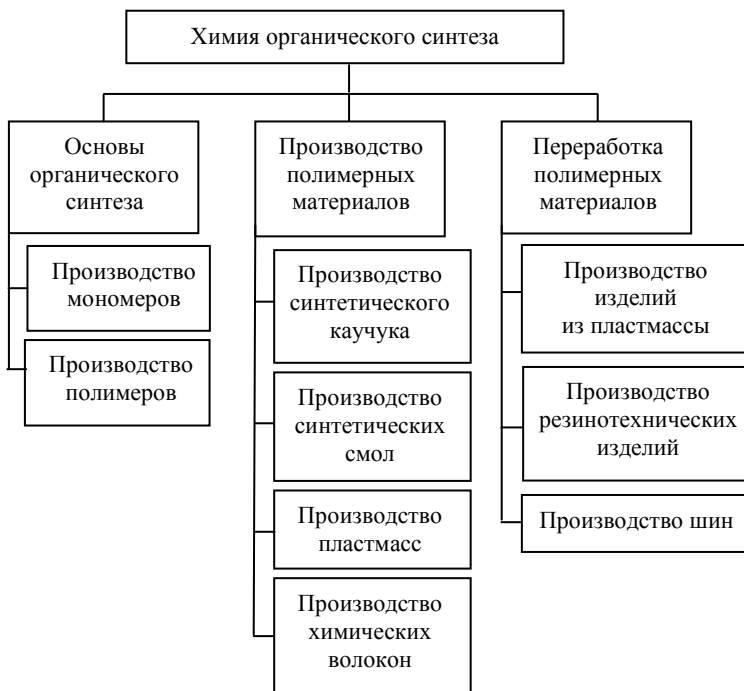 Химия органического синтеза
Основы
органического
синтеза
Производство
мономеров
Производство
полимеров
Производство
полимерных
материалов
Производство
синтетического
каучука
Производство
синтетических
смол
Производство
пластмасс
Производство
химических
волокон
Переработка
полимерных
материалов
Производство
изделий
из пластмассы
Производство
резинотехнических
изделий
Производство шин